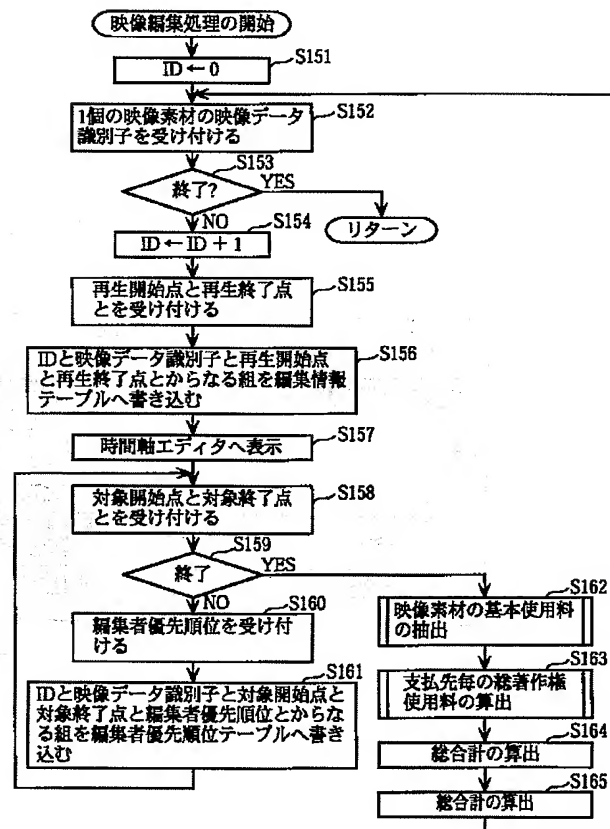 映像編集処理の開始
S151
ID ← 0
S152
1個の映像素材の映像データ
識別子を受け付ける
S153
終了?
YES
NO
リターン
S154
ID ← ID + 1
S155
再生開始点と再生終了点
とを受け付ける
S156
IDと映像データ識別子と再生開始点
と再生終了点とからなる組を編集情報
テーブルへ書き込む
S157
時間軸エディタへ表示
S158
対象開始点と対象終了点
とを受け付ける
S159
終了
YES
NO
S160
編集者優先順位を受け付
ける
S161
IDと映像データ識別子と対象開始点と
対象終了点と編集者優先順位とからな
る組を編集者優先順位テーブルへ書き
込む
S162
映像素材の基本使用料
の抽出
S163
支払先毎の総著作権
使用料の算出
S164
総合計の算出
S165
総合計の算出